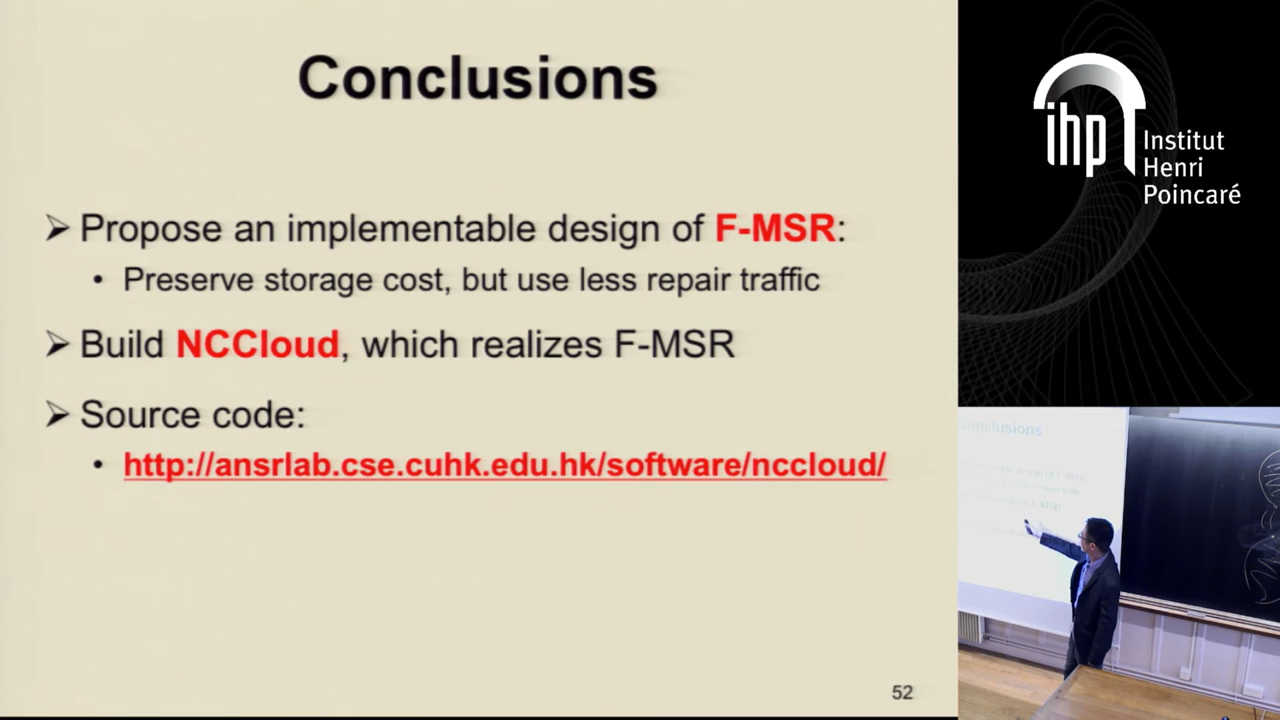 Conclusions
➢ Propose an implementable design of F-MSR:
• Preserve storage cost, but use less repair traffic
➢ Build NCCloud, which realizes F-MSR
➢ Source code:
• http://ansrlab.cse.cuhk.edu.hk/software/nccloud/
52
ihp
Institut
Henri
Poincaré
Conclusions